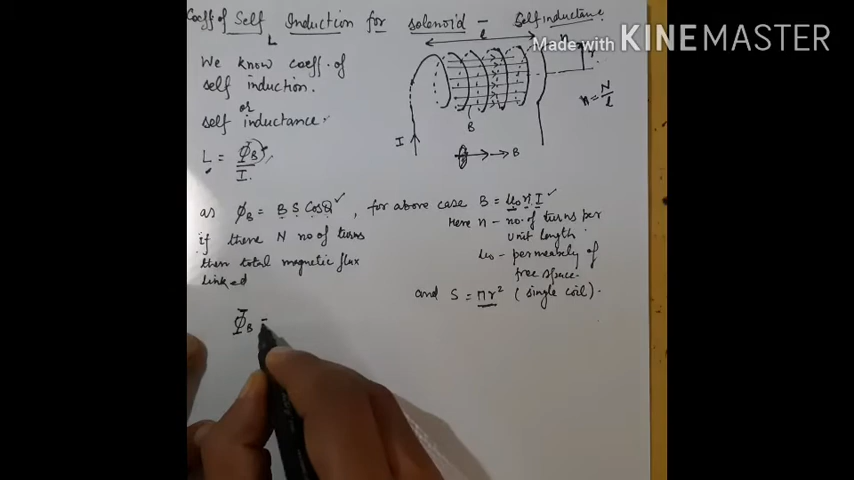 Coeff of Self Induction for solenoid - Self inductance
L
l
Made with KINEMASTER
We know coeff. of
self induction.
or
self inductance.
n = N/l
B
I
B
L = ΦB/I
as φB = B S CosQ, for above case B = μ0 n I
Here n - no. of turns per
unit length
if there N no of turns
then total magnetic flux
linked
μ0 - permeabely of
free space.
and S = πr² (single coil).
ΦB =